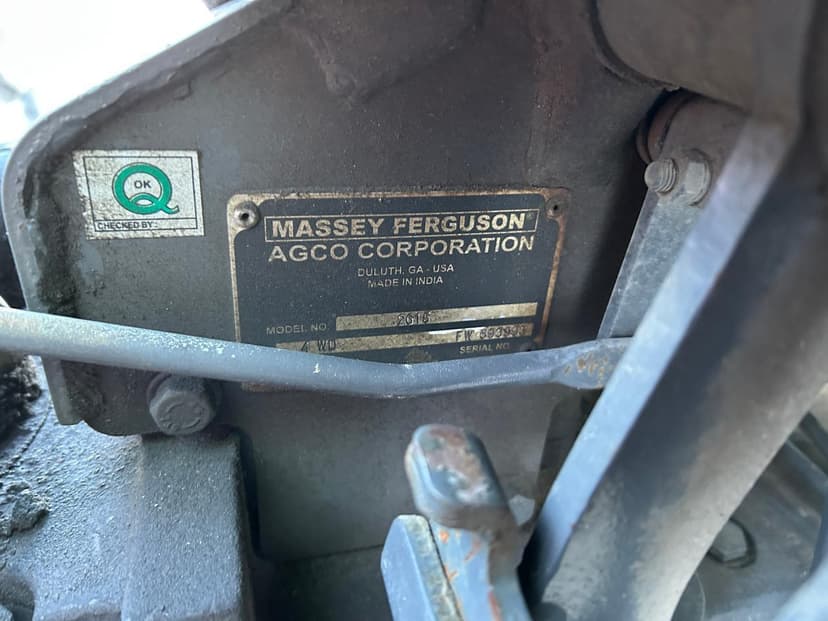 OK
Q
CHECKED BY:-
MASSEY FERGUSON
AGCO CORPORATION
DULUTH, GA - USA
MADE IN INDIA
MODEL NO.
4 WD
SERIAL NO.